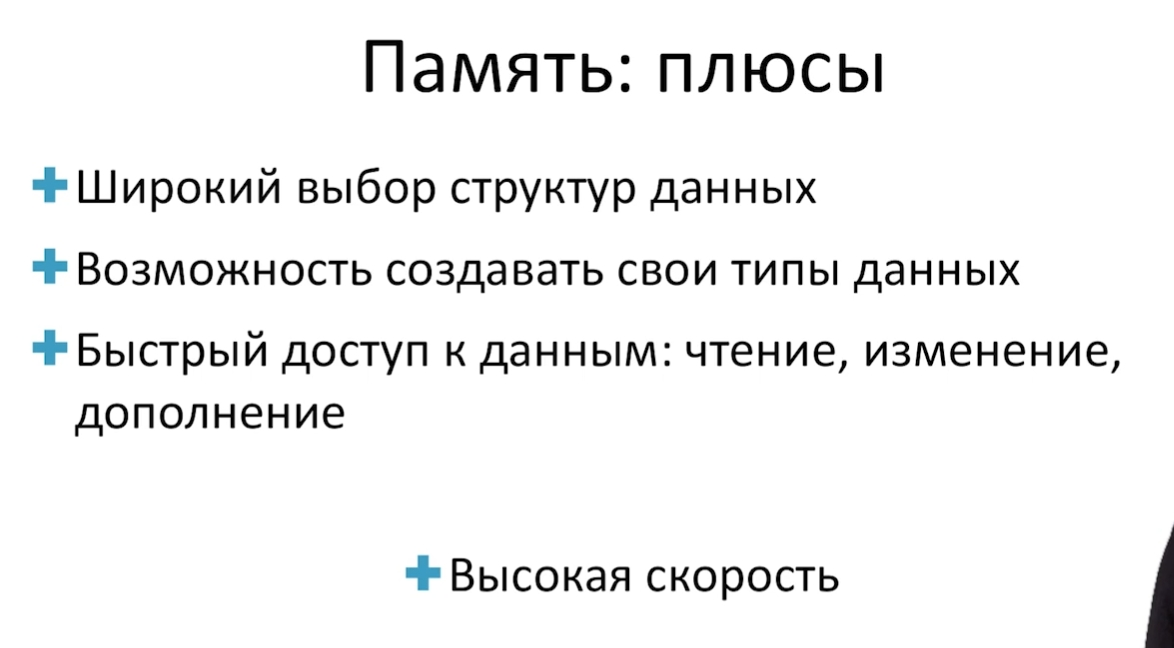 Память: плюсы
Широкий выбор структур данных
Возможность создавать свои типы данных
Быстрый доступ к данным: чтение, изменение,
дополнение
Высокая скорость